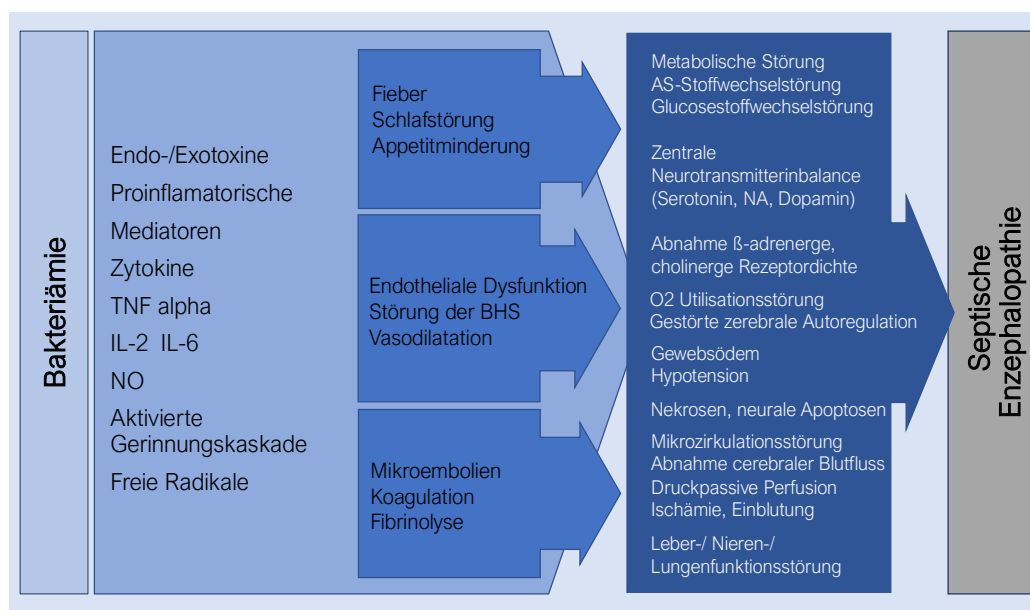 Bakteriämie
Endo-/Exotoxine
Proinflamatorische
Mediatoren
Zytokine
TNF alpha
IL-2 IL-6
NO
Aktivierte
Gerinnungskaskade
Freie Radikale
Fieber
Schlafstörung
Appetitminderung
Endotheliale Dysfunktion
Störung der BHS
Vasodilatation
Mikroembolien
Koagulation
Fibrinolyse
Metabolische Störung
AS-Stoffwechselstörung
Glucosestoffwechselstörung
Zentrale
Neurotransmitterinbalance
(Serotonin, NA, Dopamin)
Abnahme ß-adrenerge,
cholinerge Rezeptordichte
O2 Utilisationsstörung
Gestörte zerebrale Autoregulation
Gewebsödem
Hypotension
Nekrosen, neurale Apoptosen
Mikrozirkulationsstörung
Abnahme cerebraler Blutfluss
Druckpassive Perfusion
Ischämie, Einblutung
Leber-/ Nieren-/
Lungenfunktionsstörung
Septische
Enzephalopathie